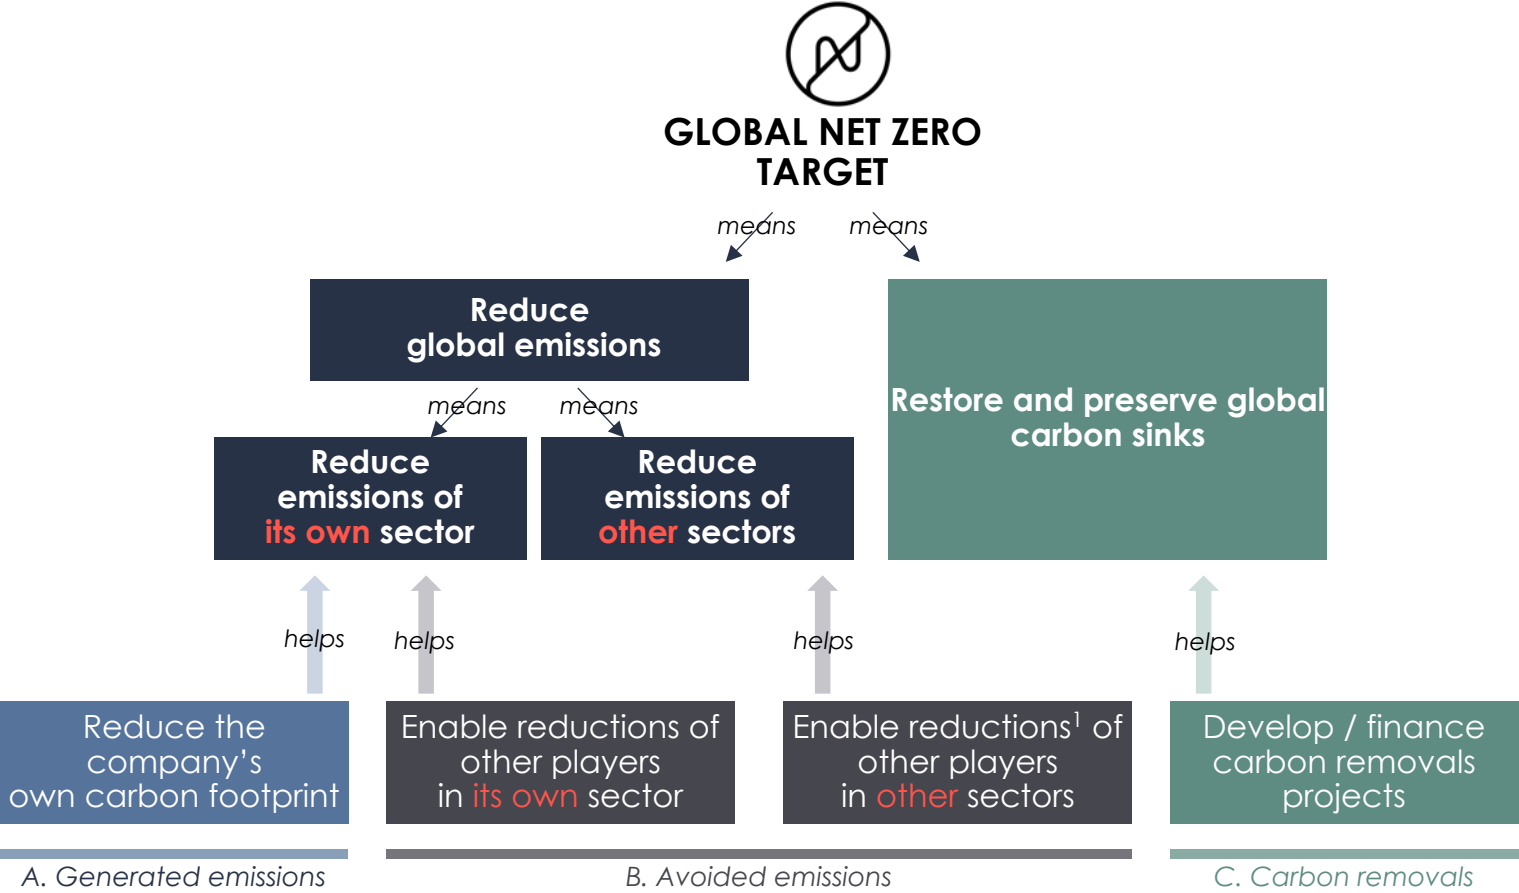 GLOBAL NET ZERO
TARGET
means
means
Reduce
global emissions
Restore and preserve global
carbon sinks
means
means
Reduce
emissions of
its own sector
Reduce
emissions of
other sectors
helps
helps
helps
helps
Reduce the
company’s
own carbon footprint
Enable reductions of
other players
in its own sector
Enable reductions¹ of
other players
in other sectors
Develop / finance
carbon removals
projects
A. Generated emissions
B. Avoided emissions
C. Carbon removals